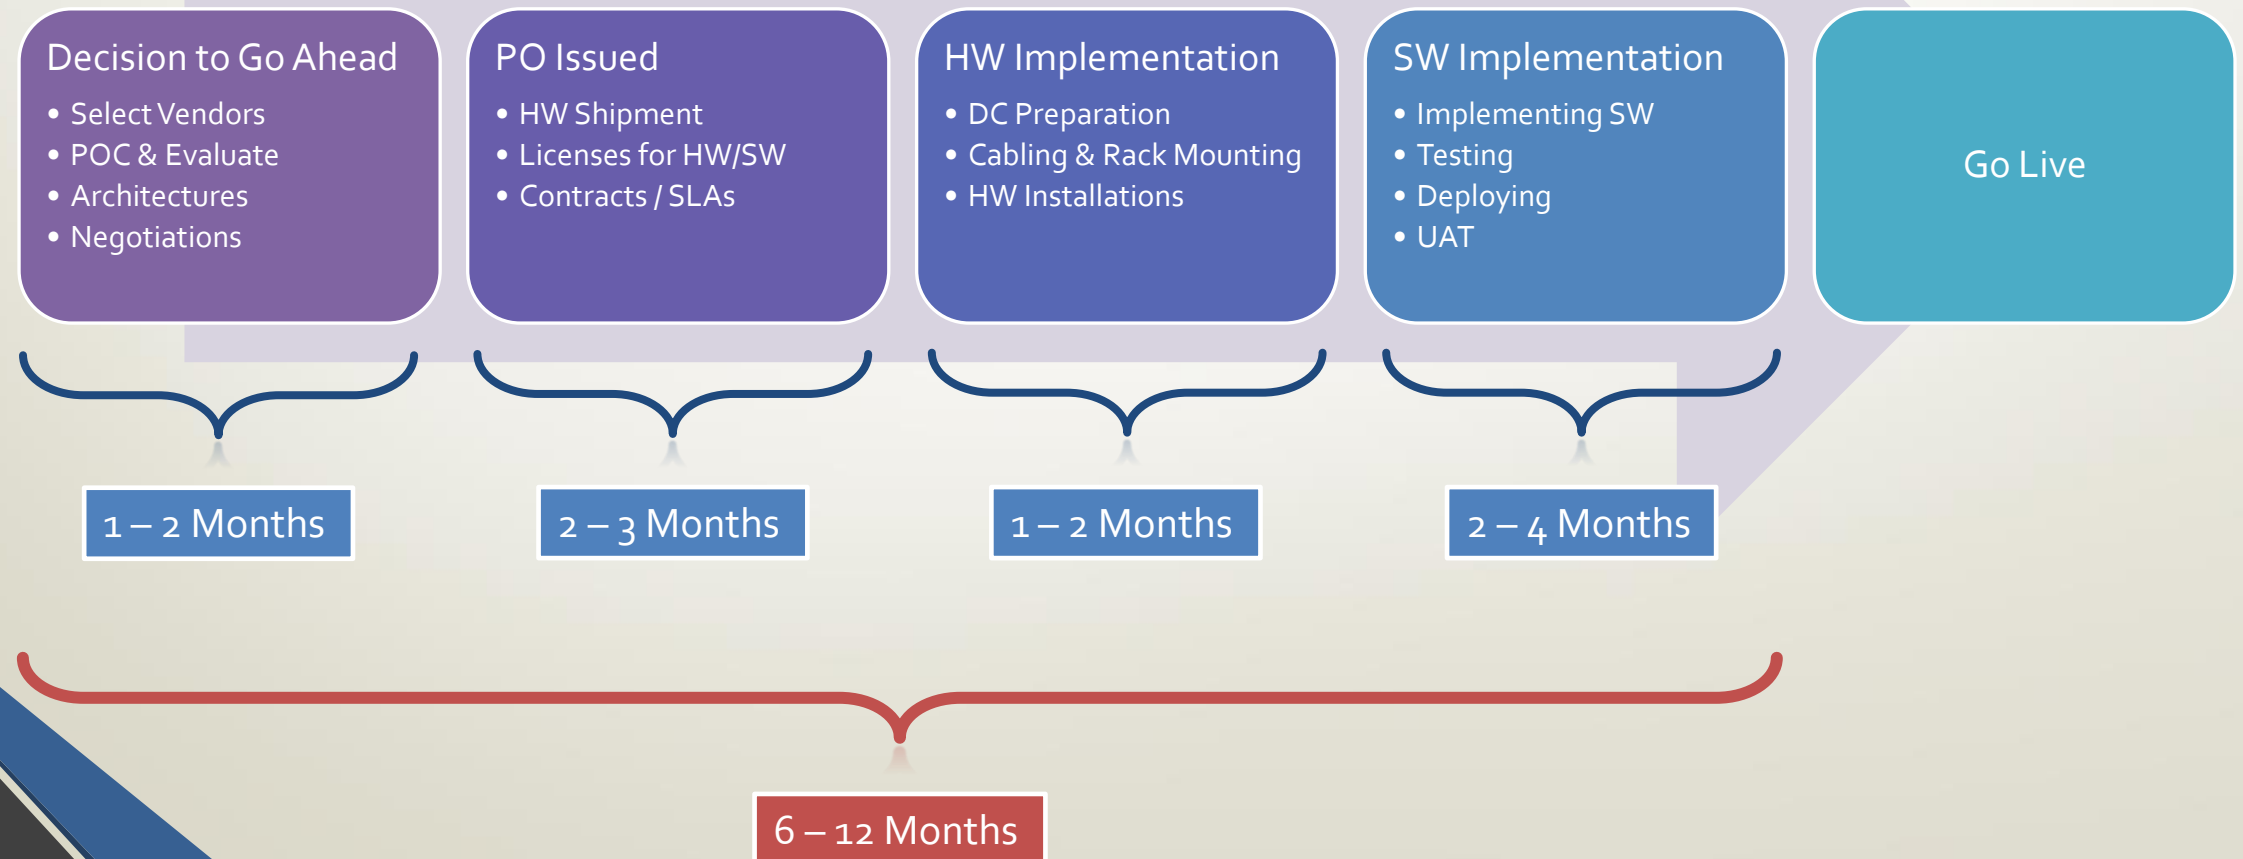 Decision to Go Ahead
• Select Vendors
• POC & Evaluate
• Architectures
• Negotiations
PO Issued
• HW Shipment
• Licenses for HW/SW
• Contracts / SLAs
HW Implementation
• DC Preparation
• Cabling & Rack Mounting
• HW Installations
SW Implementation
• Implementing SW
• Testing
• Deploying
• UAT
Go Live
1 – 2 Months
2 – 3 Months
1 – 2 Months
2 – 4 Months
6 – 12 Months